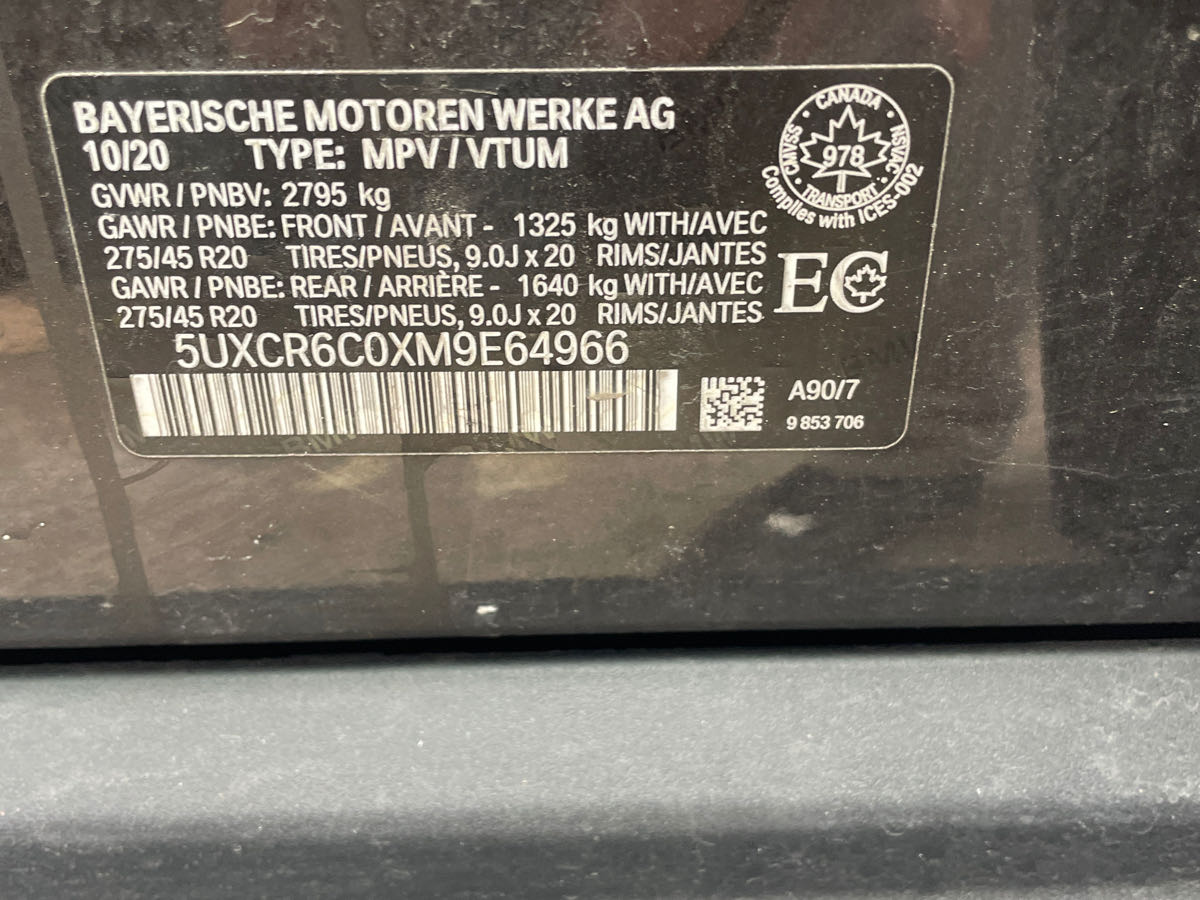 BAYERISCHE MOTOREN WERKE AG
10/20 TYPE: MPV / VTUM
GVWR / PNBV: 2795 kg
GAWR / PNBE: FRONT / AVANT - 1325 kg WITH/AVEC
275/45 R20 TIRES/PNEUS, 9.0J x 20 RIMS/JANTES
GAWR / PNBE: REAR / ARRIÈRE - 1640 kg WITH/AVEC
275/45 R20 TIRES/PNEUS, 9.0J x 20 RIMS/JANTES
5UXCR6C0XM9E64966
A90/7
9 853 706
CANADA
CMVSS
NSVAC
978
TRANSPORT
Complies with ICES-002
EC
BMW